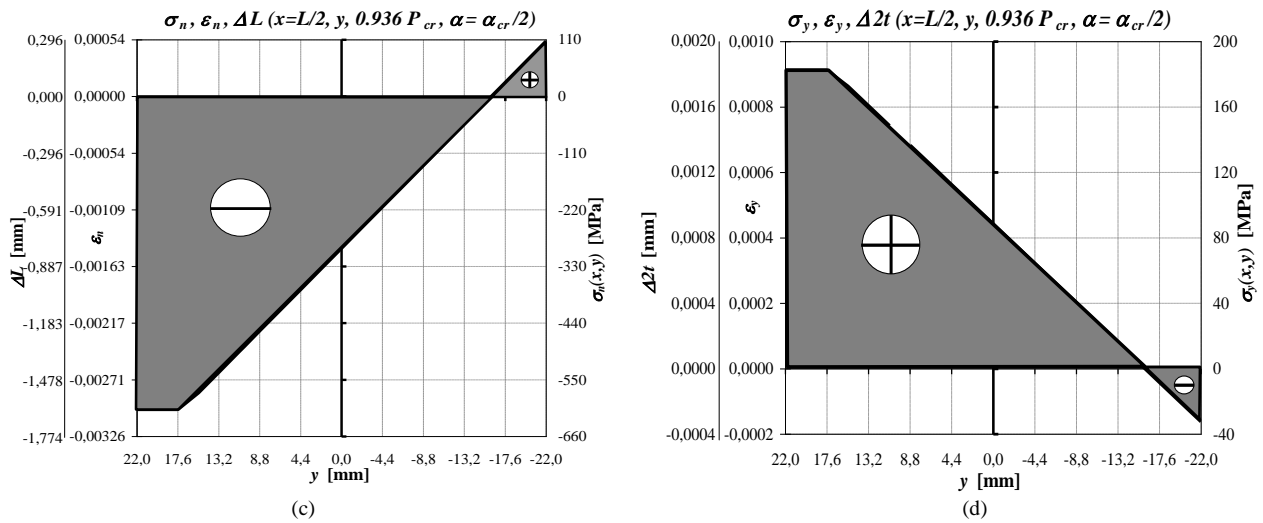 σn, εn, ΔL (x=L/2, y, 0.936 Pcr, α= αcr/2)
0,296 0,00054 110
0,000 0,00000 0
-0,296 -0,00054 -110
-0,591 -0,00109 -220
-0,887 -0,00163 -330
-1,183 -0,00217 -440
-1,478 -0,00271 -550
-1,774 -0,00326 -660
ΔL [mm]
εn
σn(x,y) [MPa]
22,0 17,6 13,2 8,8 4,4 0,0 -4,4 -8,8 -13,2 -17,6 -22,0
y [mm]
(c)
σy, εy, Δ2t (x=L/2, y, 0.936 Pcr, α= αcr/2)
0,0020 0,0010 200
0,0016 0,0008 160
0,0012 0,0006 120
0,0008 0,0004 80
0,0004 0,0002 40
0,0000 0,0000 0
-0,0004 -0,0002 -40
Δ2t [mm]
εy
σy(x,y) [MPa]
22,0 17,6 13,2 8,8 4,4 0,0 -4,4 -8,8 -13,2 -17,6 -22,0
y [mm]
(d)